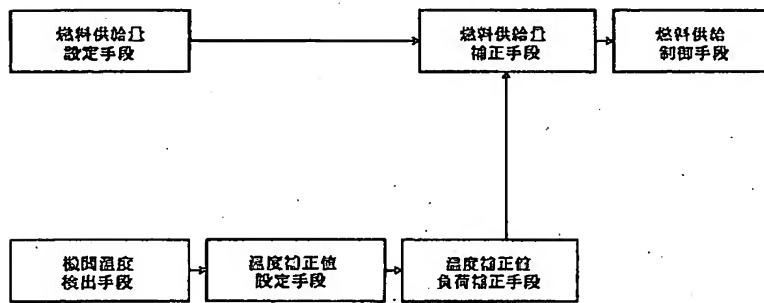 燃料供給量
設定手段
燃料供給量
補正手段
燃料供給
制御手段
機関温度
検出手段
温度補正値
設定手段
温度補正値
負荷補正手段